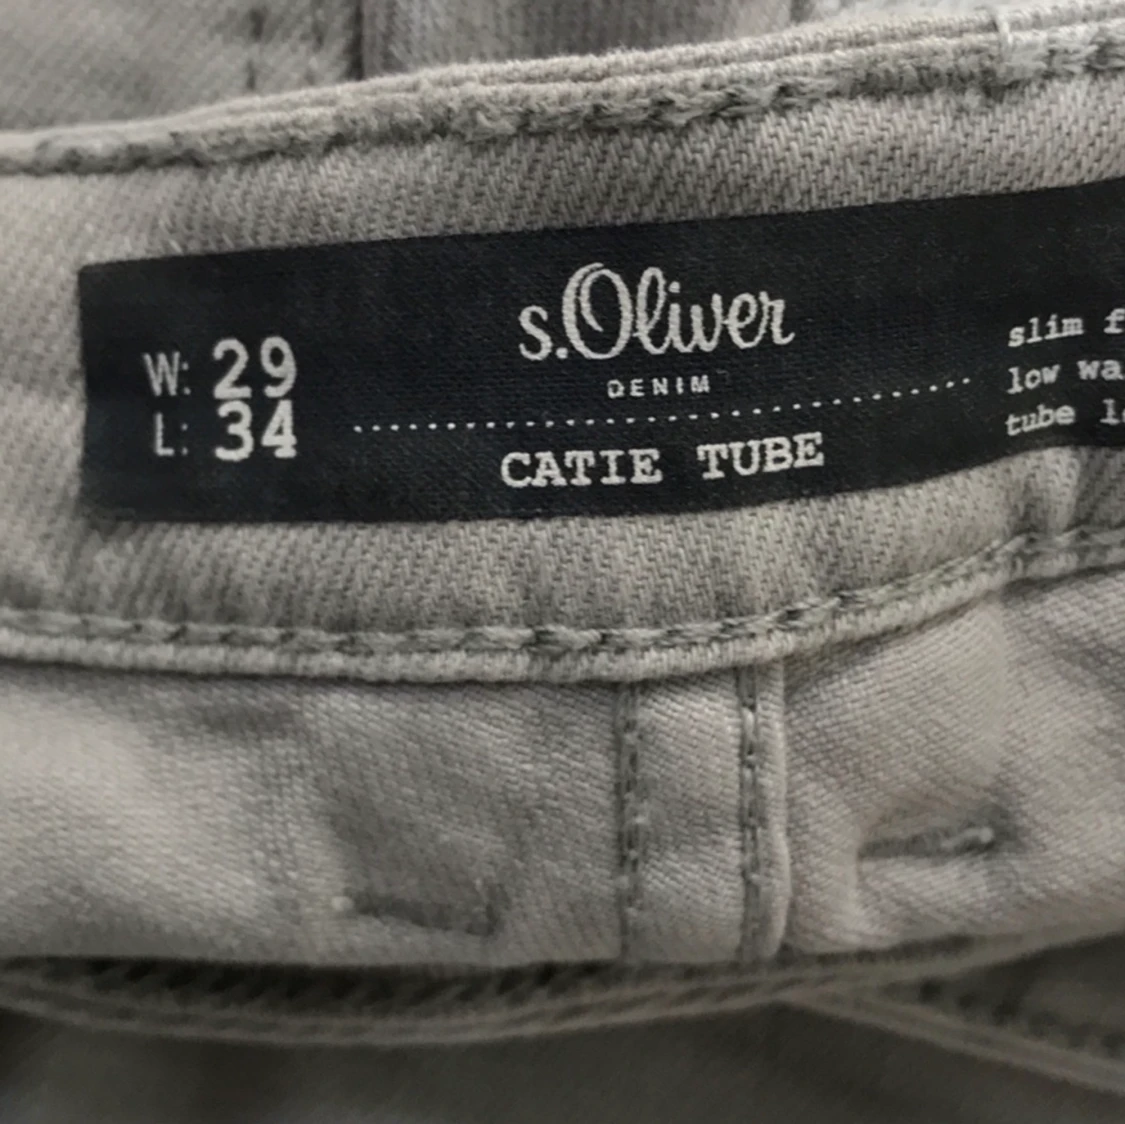 W: 29
L: 34
s.Oliver
DENIM
CATIE TUBE
slim
low
tube